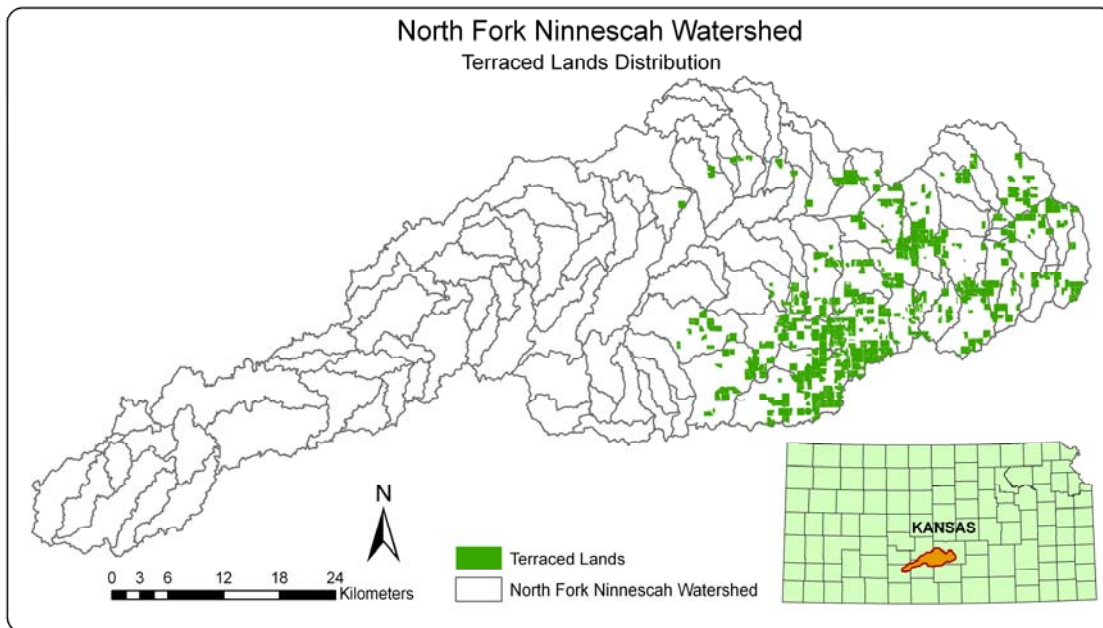 North Fork Ninnescah Watershed
Terraced Lands Distribution
KANSAS
N
Terraced Lands
North Fork Ninnescah Watershed
0 3 6 12 18 24
Kilometers